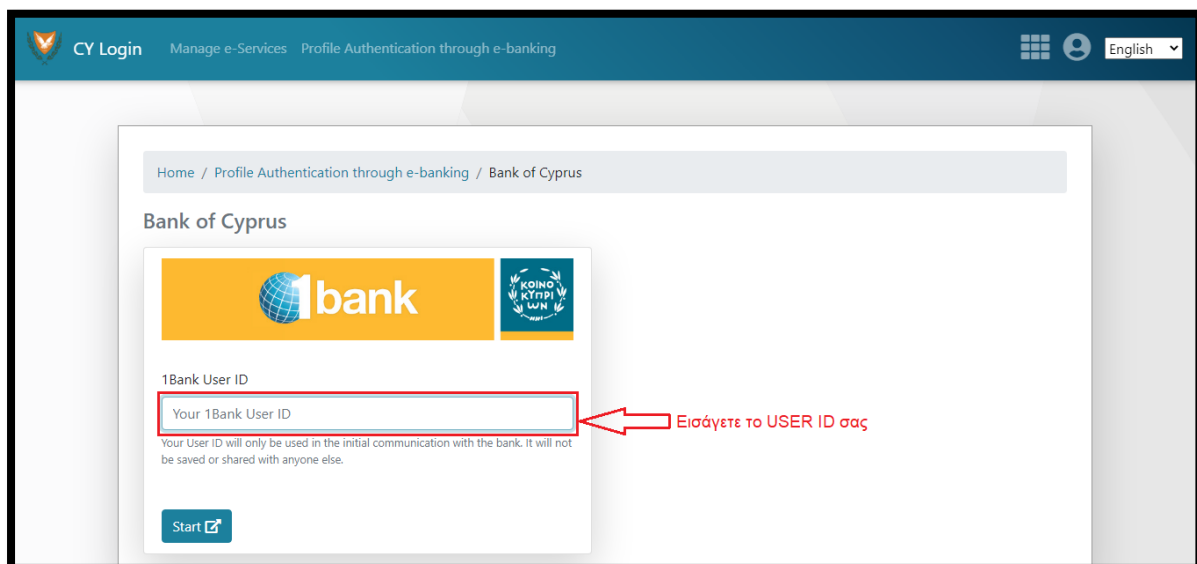 CY Login Manage e-Services Profile Authentication through e-banking English
Home / Profile Authentication through e-banking / Bank of Cyprus
Bank of Cyprus
1bank
ΚΟΙΝΟ
ΚΥΠΡΙ
ΩΝ
1Bank User ID
Your 1Bank User ID
Εισάγετε το USER ID σας
Your User ID will only be used in the initial communication with the bank. It will not
be saved or shared with anyone else.
Start